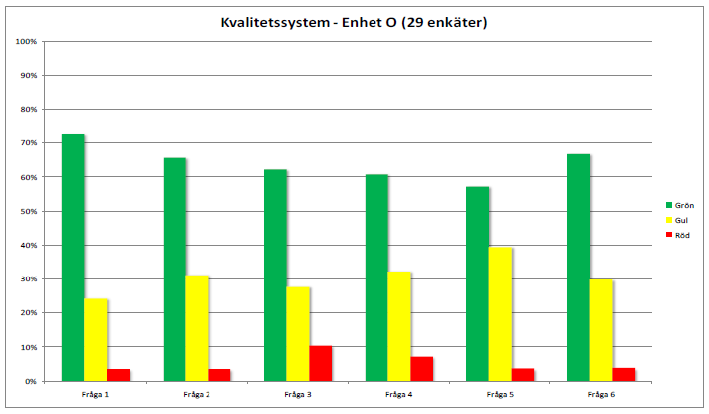 Kvalitetssystem - Enhet O (29 enkäter)
100%
90%
80%
70%
60%
50%
40%
30%
20%
10%
0%
Fråga 1 Fråga 2 Fråga 3 Fråga 4 Fråga 5 Fråga 6
Grön
Gul
Röd